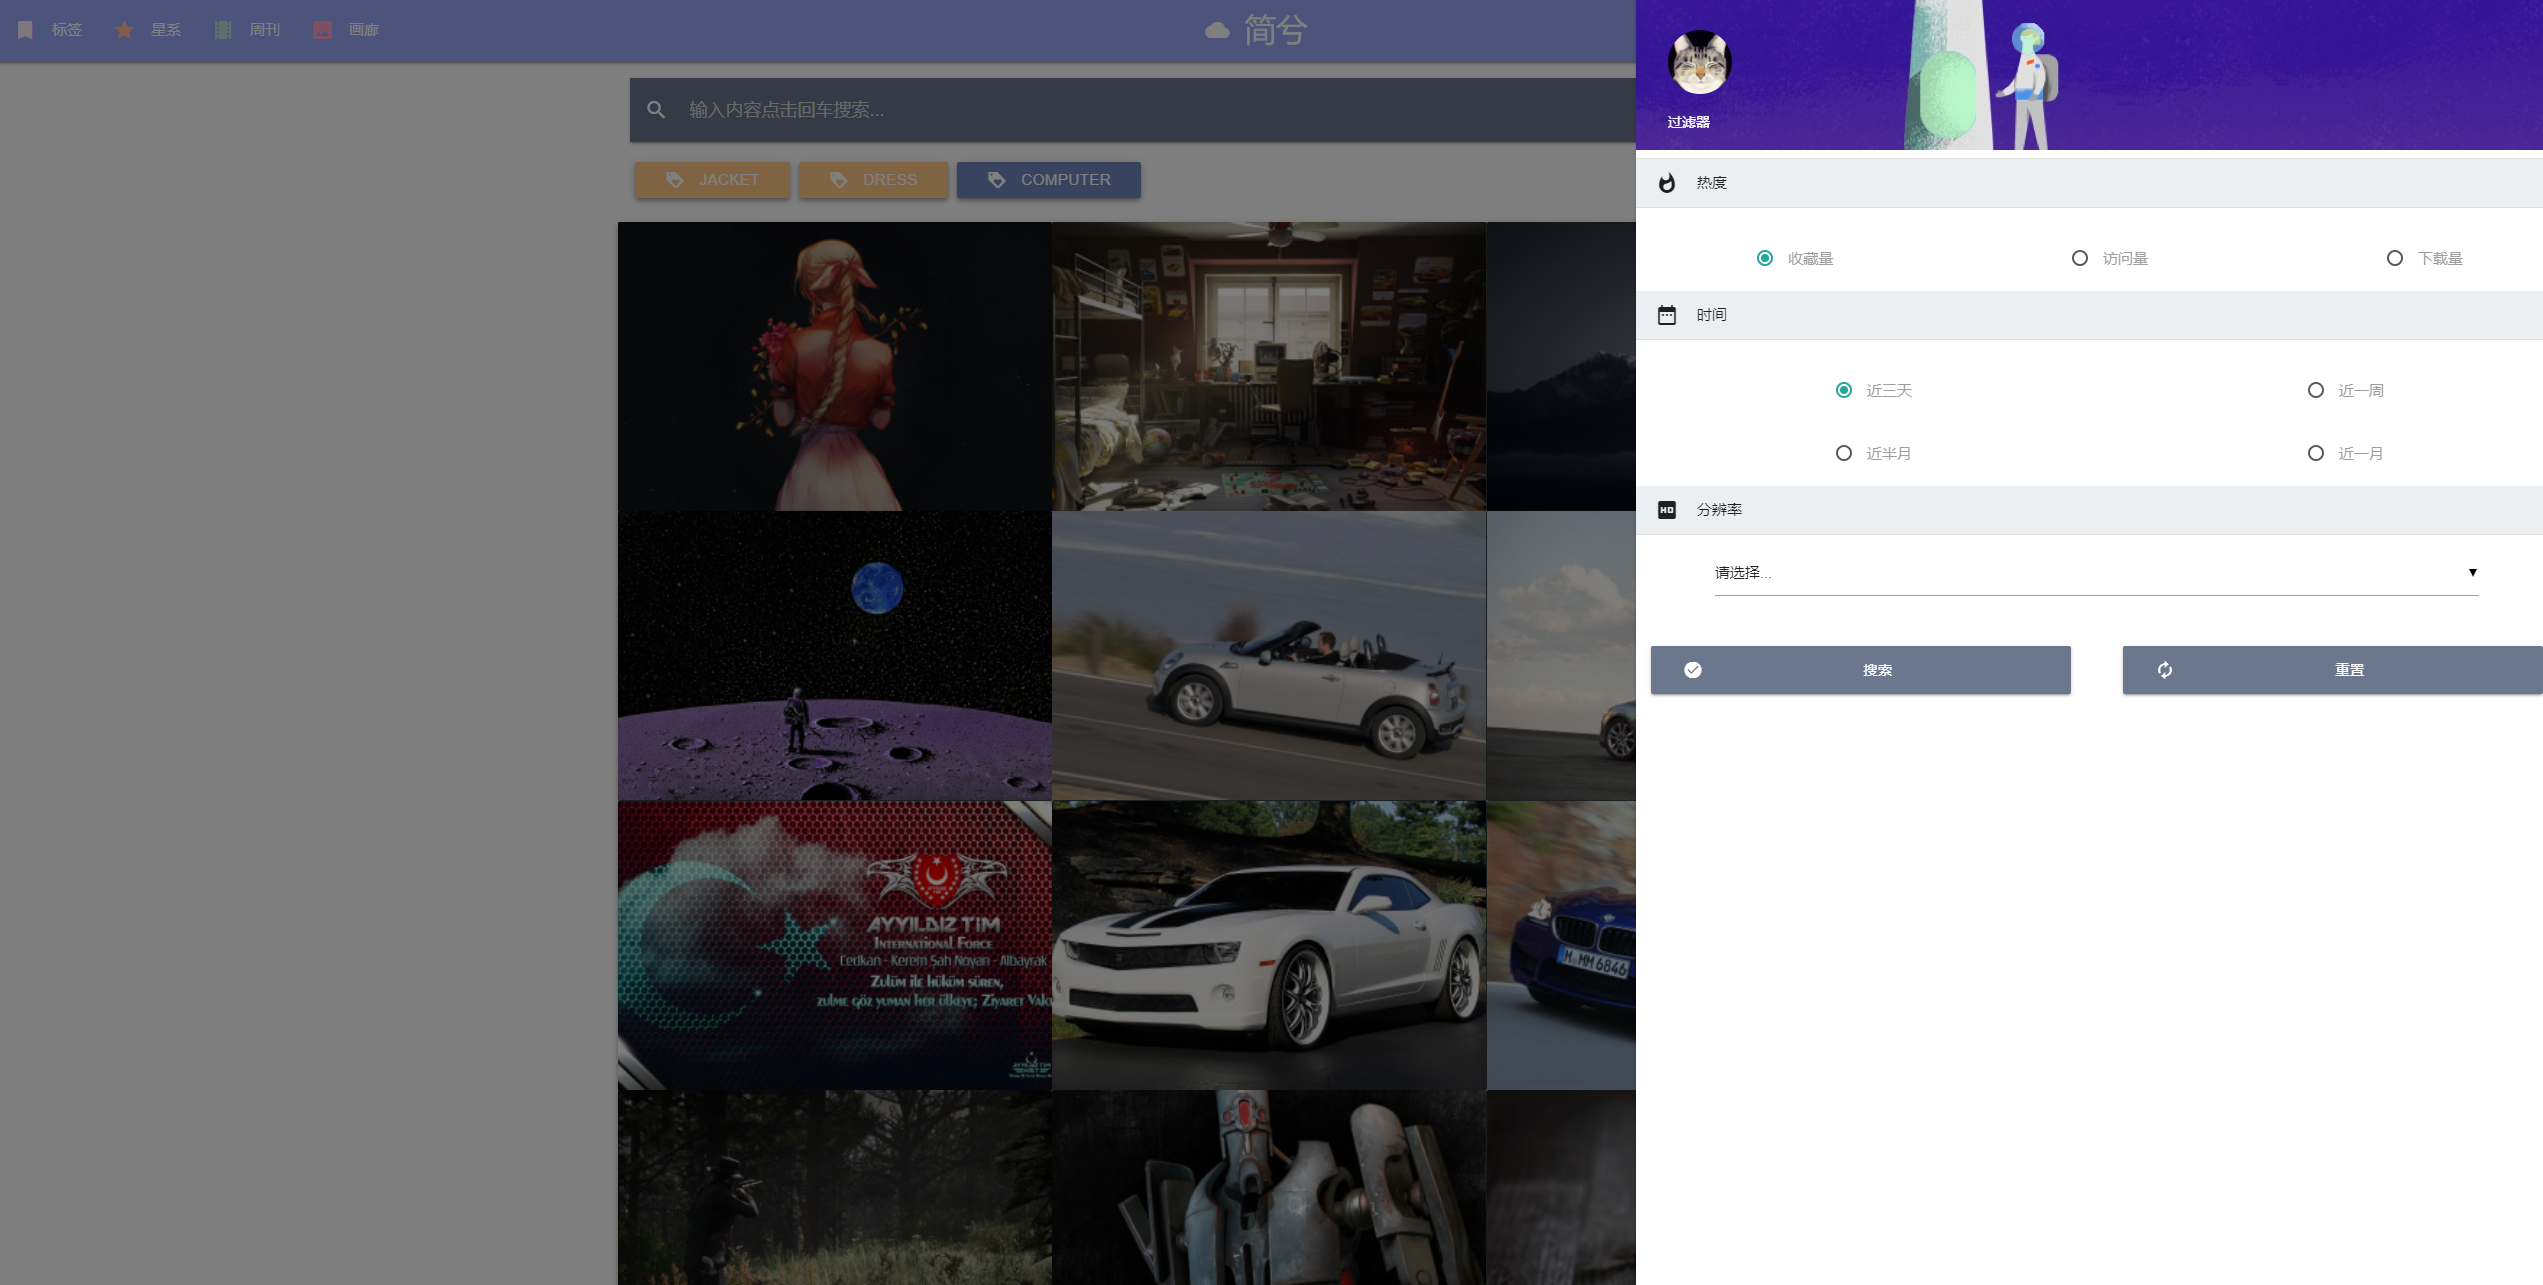 标签 星系 周刊 画廊
简兮
输入内容点击回车搜索...
JACKET DRESS COMPUTER
AYYILDIZ TİM
INTERNATIONAL FORCE
Cedkan - Kerem Şah Noyan - Albayrak
Zulüm ile hüküm süren,
zulme göz yuman her ülkeye; Ziyaret Vak
M MM 6846
过滤器
热度
收藏量 访问量 下载量
时间
近三天 近一周
近半月 近一月
HD 分辨率
请选择...
搜索 重置